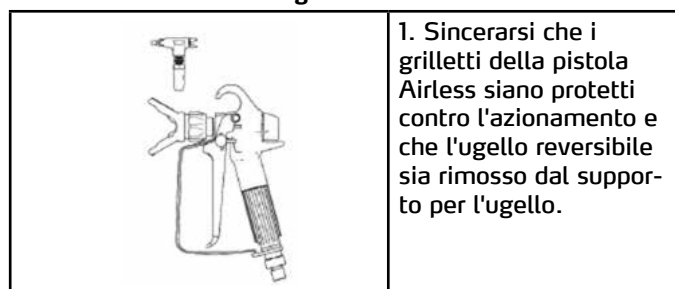 1. Sincerarsi che i
grilletti della pistola
Airless siano protetti
contro l'azionamento e
che l'ugello reversibile
sia rimosso dal suppor-
to per l'ugello.